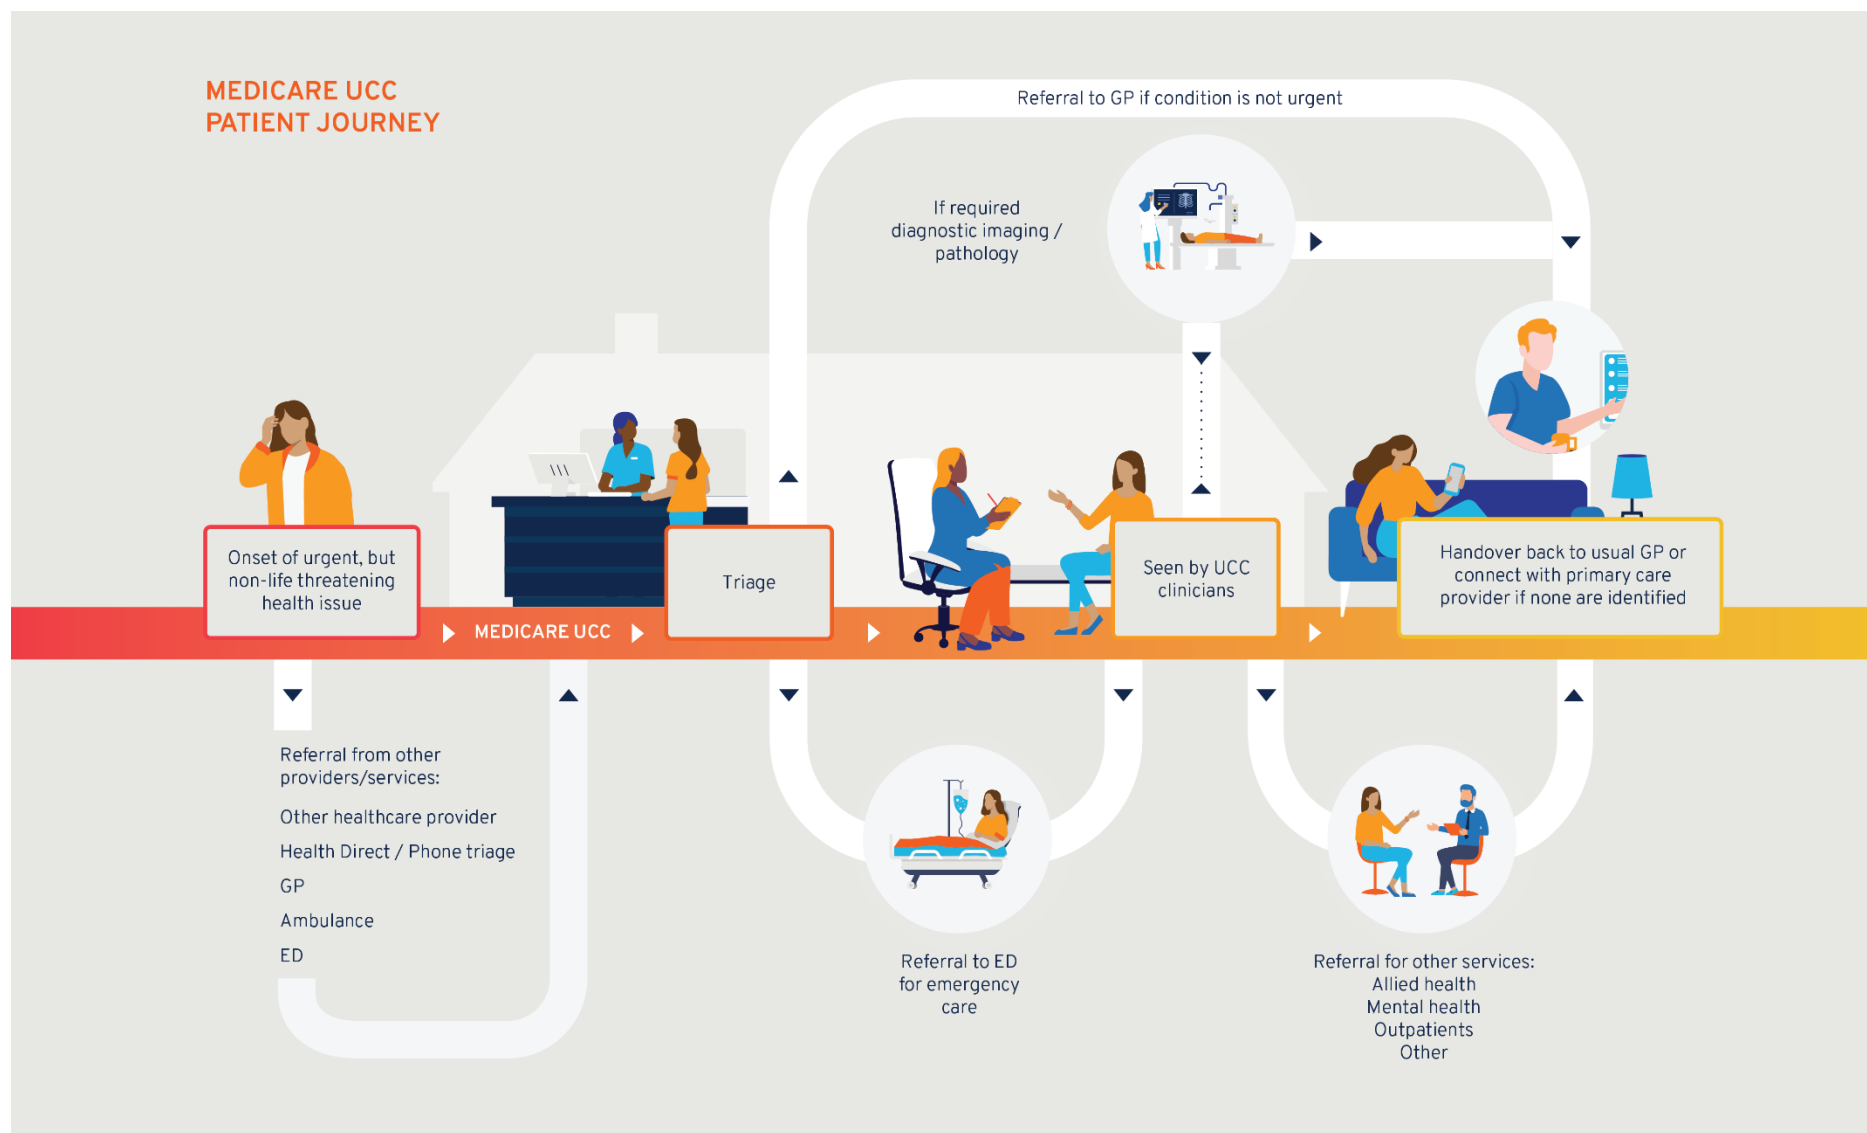 MEDICARE UCC
PATIENT JOURNEY
Referral to GP if condition is not urgent
If required
diagnostic imaging /
pathology
Onset of urgent, but
non-life threatening
health issue
MEDICARE UCC
Triage
Seen by UCC
clinicians
Handover back to usual GP or
connect with primary care
provider if none are identified
Referral from other
providers/services:
Other healthcare provider
Health Direct / Phone triage
GP
Ambulance
ED
Referral to ED
for emergency
care
Referral for other services:
Allied health
Mental health
Outpatients
Other